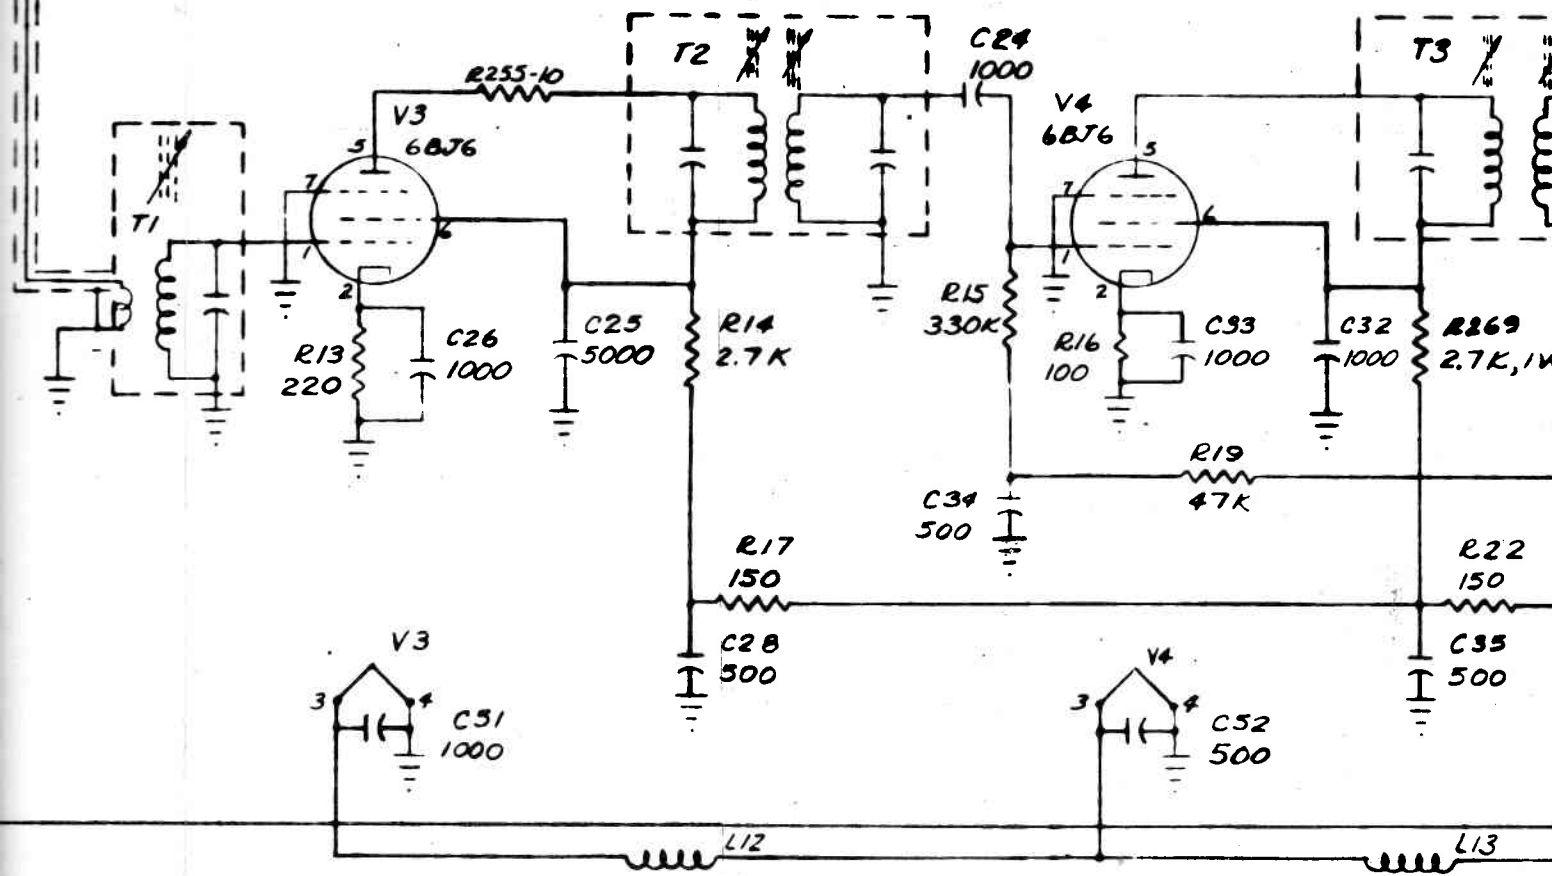 T2
C24
1000
T3
R255-10
V3
6BJ6
V4
6BJ6
5
5
7
7
T1
6
6
1
1
2
2
R13
220
C26
1000
C25
5000
R14
2.7K
R15
330K
R16
100
C33
1000
C32
1000
R269
2.7K, 1W
R19
47K
C34
500
R17
150
R22
150
V3
C28
500
V4
C35
500
3
4
C51
1000
3
4
C52
500
L12
L13